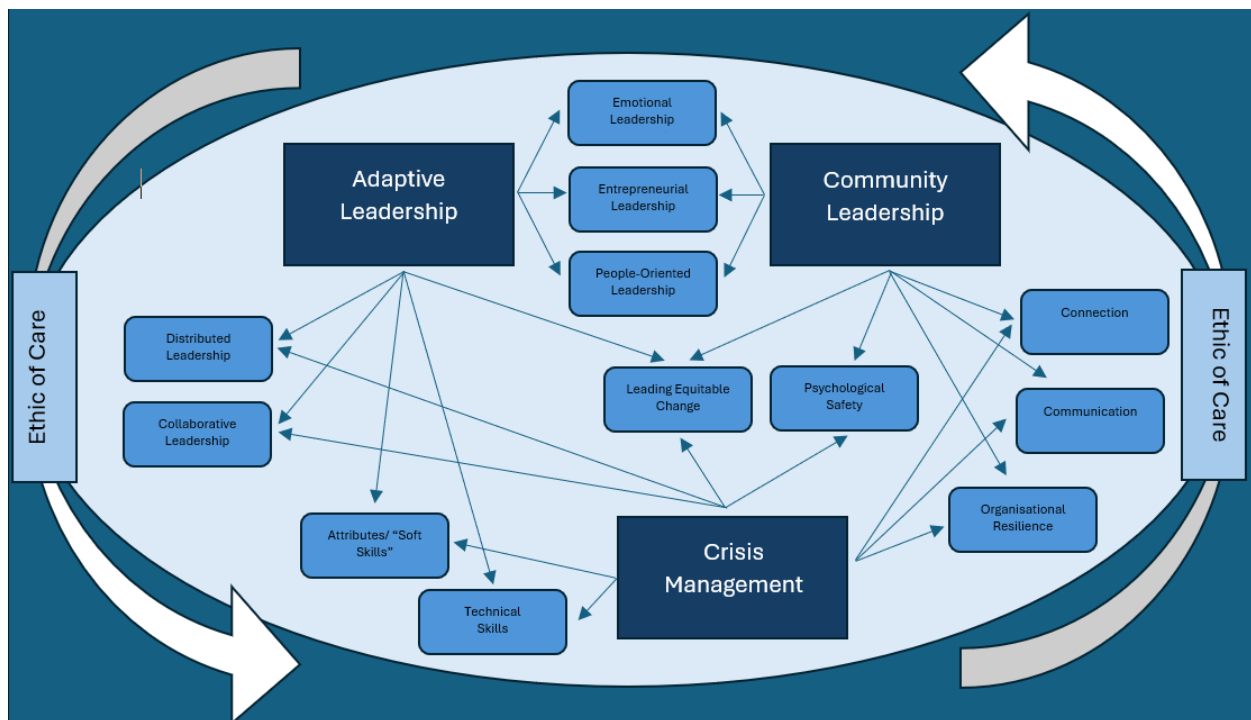 Emotional
Leadership
Adaptive
Leadership
Community
Leadership
Entrepreneurial
Leadership
People-Oriented
Leadership
Ethic of Care
Ethic of Care
Distributed
Leadership
Connection
Leading Equitable
Change
Psychological
Safety
Collaborative
Leadership
Communication
Attributes/ “Soft
Skills”
Crisis
Management
Organisational
Resilience
Technical
Skills